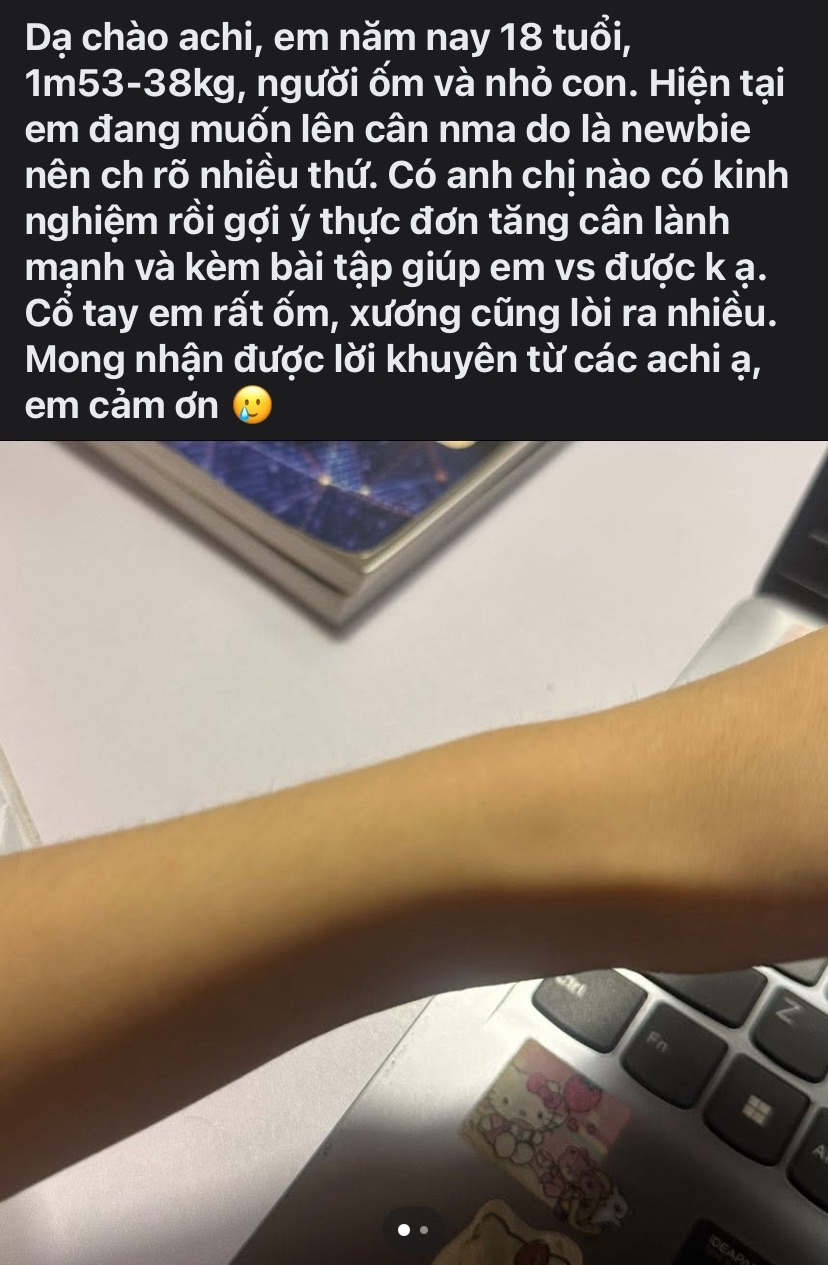 Dạ chào achi, em năm nay 18 tuổi,
1m53-38kg, người ốm và nhỏ con. Hiện tại
em đang muốn lên cân nma do là newbie
nên ch rõ nhiều thứ. Có anh chị nào có kinh
nghiệm rồi gợi ý thực đơn tăng cân lành
mạnh và kèm bài tập giúp em vs được k ạ.
Cổ tay em rất ốm, xương cũng lòi ra nhiều.
Mong nhận được lời khuyên từ các achi ạ,
em cảm ơn 🥲
Ctrl
Fn
Z